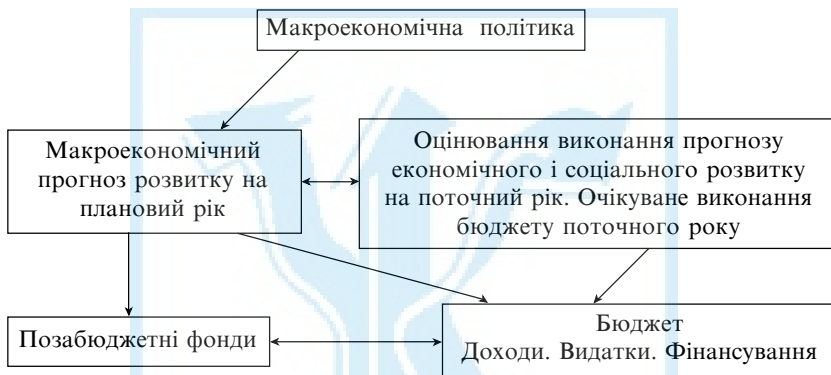 Макроекономічна політика
Макроекономічний
прогноз розвитку на
плановий рік
Оцінювання виконання прогнозу
економічного і соціального розвитку
на поточний рік. Очікуване виконання
бюджету поточного року
Позабюджетні фонди
Бюджет
Доходи. Видатки. Фінансування